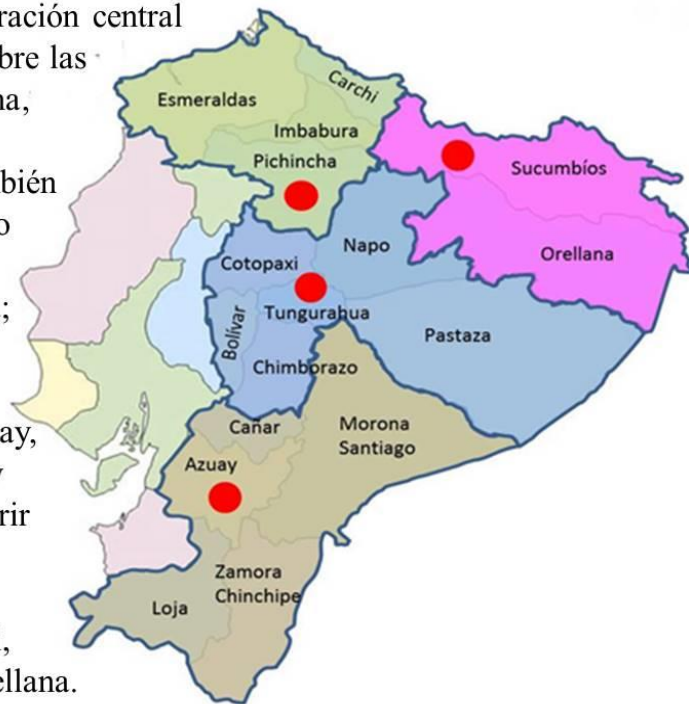 ración central
bre las
na,
bién
o
;
ay,
y
rir
,
ellana.
Esmeraldas
Carchi
Imbabura
Pichincha
Sucumbíos
Orellana
Napo
Cotopaxi
Tungurahua
Bolívar
Pastaza
Chimborazo
Cañar
Morona
Santiago
Azuay
Zamora
Chinchipe
Loja